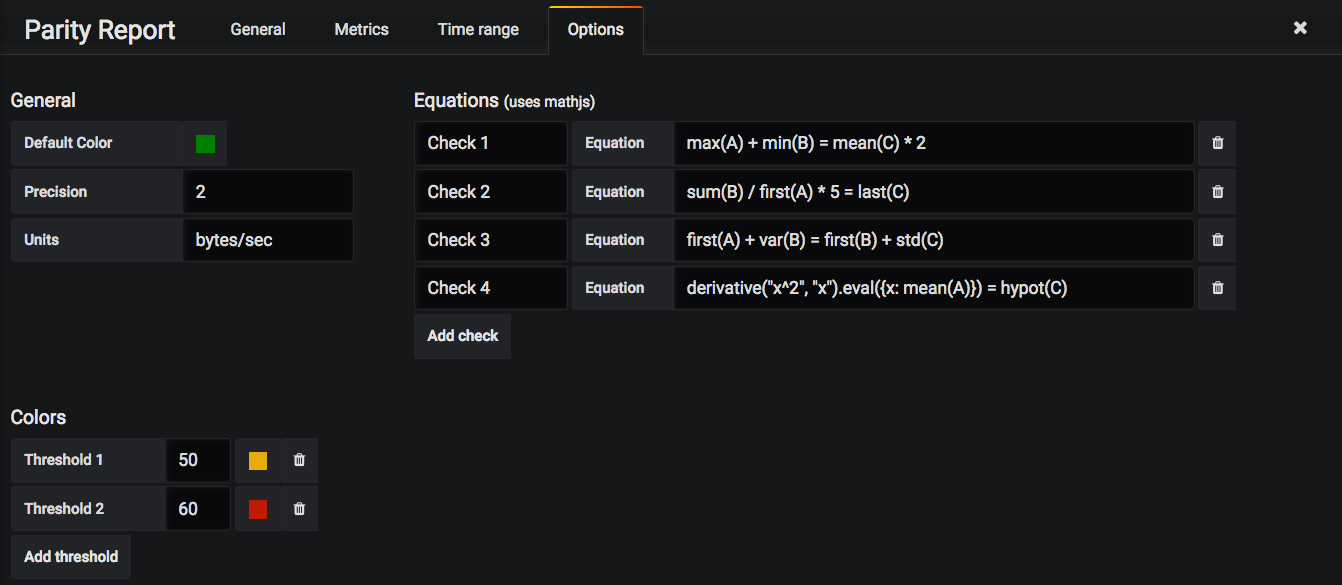 Parity Report General Metrics Time range Options
General
Default Color
Precision 2
Units bytes/sec
Equations (uses mathjs)
Check 1 Equation max(A) + min(B) = mean(C) * 2
Check 2 Equation sum(B) / first(A) * 5 = last(C)
Check 3 Equation first(A) + var(B) = first(B) + std(C)
Check 4 Equation derivative("x^2", "x").eval({x: mean(A)}) = hypot(C)
Add check
Colors
Threshold 1 50
Threshold 2 60
Add threshold